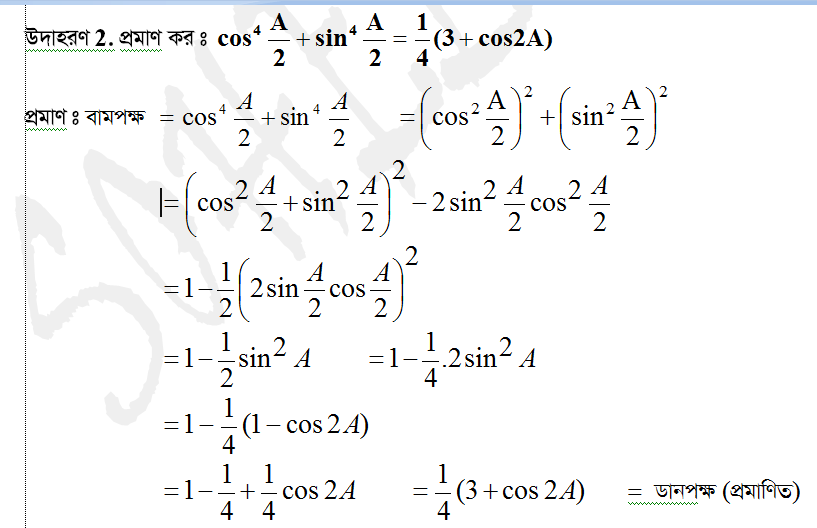 উদাহরণ 2. প্রমাণ কর ঃ cos⁴ A/2 + sin⁴ A/2 = 1/4 (3 + cos2A)
প্রমাণ ঃ বামপক্ষ = cos⁴ A/2 + sin⁴ A/2 = (cos² A/2)² + (sin² A/2)²
= (cos² A/2 + sin² A/2)² − 2 sin² A/2 cos² A/2
= 1 − 1/2 (2 sin A/2 cos A/2)²
= 1 − 1/2 sin² A = 1 − 1/4 .2 sin² A
= 1 − 1/4 (1 − cos 2A)
= 1 − 1/4 + 1/4 cos 2A = 1/4 (3 + cos 2A) = ডানপক্ষ (প্রমাণিত)